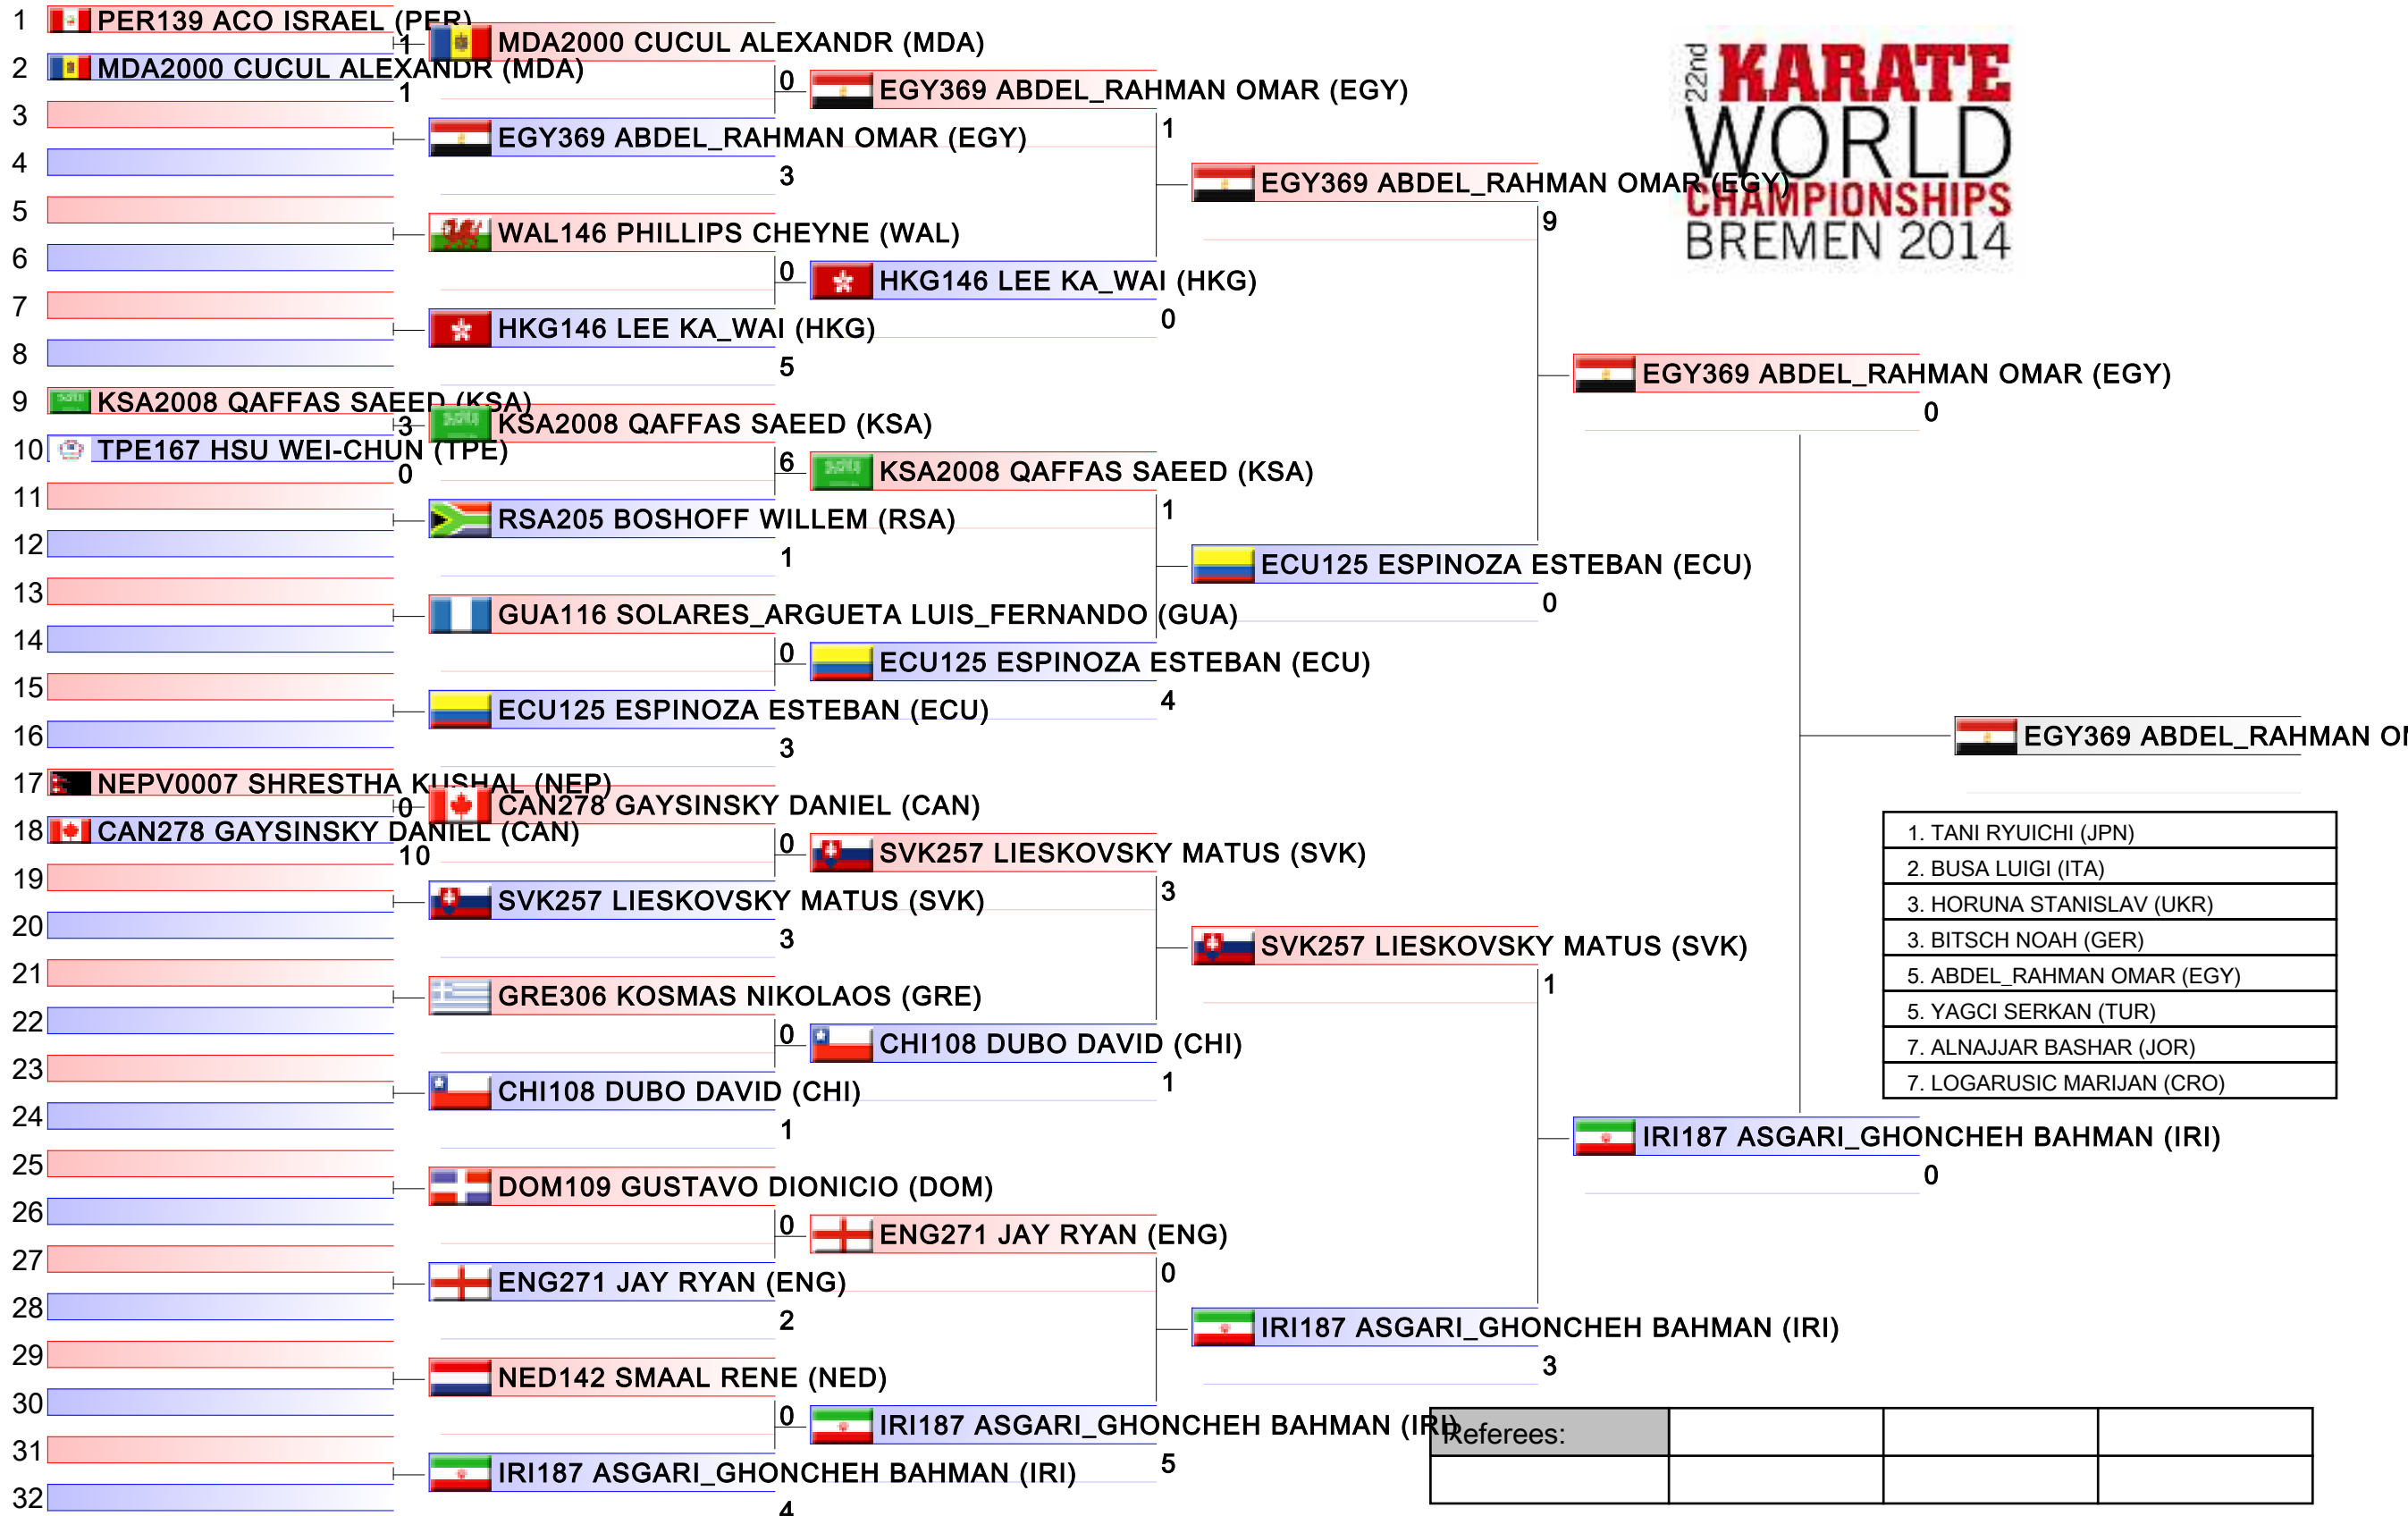 1 PER139 ACO ISRAEL (PER)
1
2 MDA2000 CUCUL ALEXANDR (MDA)
1
3
4
5
6
7
8
9 KSA2008 QAFFAS SAEED (KSA)
3
10 TPE167 HSU WEI-CHUN (TPE)
0
11
12
13
14
15
16
17 NEPV0007 SHRESTHA KUSHAL (NEP)
0
18 CAN278 GAYSINSKY DANIEL (CAN)
10
19
20
21
22
23
24
25
26
27
28
29
30
31
32
MDA2000 CUCUL ALEXANDR (MDA)
0
EGY369 ABDEL_RAHMAN OMAR (EGY)
3
WAL146 PHILLIPS CHEYNE (WAL)
0
HKG146 LEE KA_WAI (HKG)
5
KSA2008 QAFFAS SAEED (KSA)
6
RSA205 BOSHOFF WILLEM (RSA)
1
GUA116 SOLARES_ARGUETA LUIS_FERNANDO (GUA)
0
ECU125 ESPINOZA ESTEBAN (ECU)
3
CAN278 GAYSINSKY DANIEL (CAN)
0
SVK257 LIESKOVSKY MATUS (SVK)
3
GRE306 KOSMAS NIKOLAOS (GRE)
0
CHI108 DUBO DAVID (CHI)
1
DOM109 GUSTAVO DIONICIO (DOM)
0
ENG271 JAY RYAN (ENG)
2
NED142 SMAAL RENE (NED)
0
IRI187 ASGARI_GHONCHEH BAHMAN (IRI)
4
EGY369 ABDEL_RAHMAN OMAR (EGY)
1
HKG146 LEE KA_WAI (HKG)
0
KSA2008 QAFFAS SAEED (KSA)
1
ECU125 ESPINOZA ESTEBAN (ECU)
4
SVK257 LIESKOVSKY MATUS (SVK)
3
CHI108 DUBO DAVID (CHI)
1
ENG271 JAY RYAN (ENG)
0
IRI187 ASGARI_GHONCHEH BAHMAN (IRI)
5
EGY369 ABDEL_RAHMAN OMAR (EGY)
9
ECU125 ESPINOZA ESTEBAN (ECU)
0
SVK257 LIESKOVSKY MATUS (SVK)
1
IRI187 ASGARI_GHONCHEH BAHMAN (IRI)
3
EGY369 ABDEL_RAHMAN OMAR (EGY)
0
IRI187 ASGARI_GHONCHEH BAHMAN (IRI)
0
EGY369 ABDEL_RAHMAN
22nd
KARATE
WORLD
CHAMPIONSHIPS
BREMEN 2014
1. TANI RYUICHI (JPN)
2. BUSA LUIGI (ITA)
3. HORUNA STANISLAV (UKR)
3. BITSCH NOAH (GER)
5. ABDEL_RAHMAN OMAR (EGY)
5. YAGCI SERKAN (TUR)
7. ALNAJJAR BASHAR (JOR)
7. LOGARUSIC MARIJAN (CRO)
Referees: